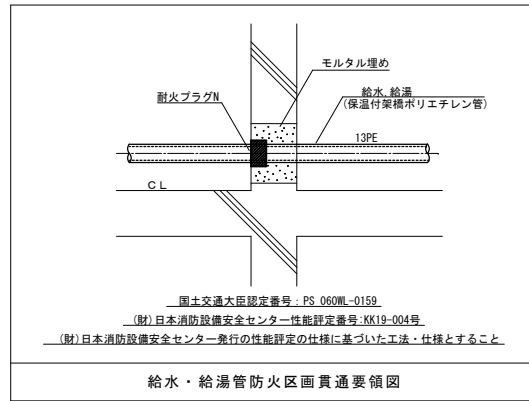 モルタル埋め
耐火プラグN
給水.給湯
(保温付架橋ポリエチレン管)
13PE
CL
国土交通大臣認定番号：PS 060WL-0159
(財)日本消防設備安全センター性能評定番号:KK19-004号
(財)日本消防設備安全センター発行の性能評定の仕様に基づいた工法・仕様とすること
給水・給湯管防火区画貫通要領図